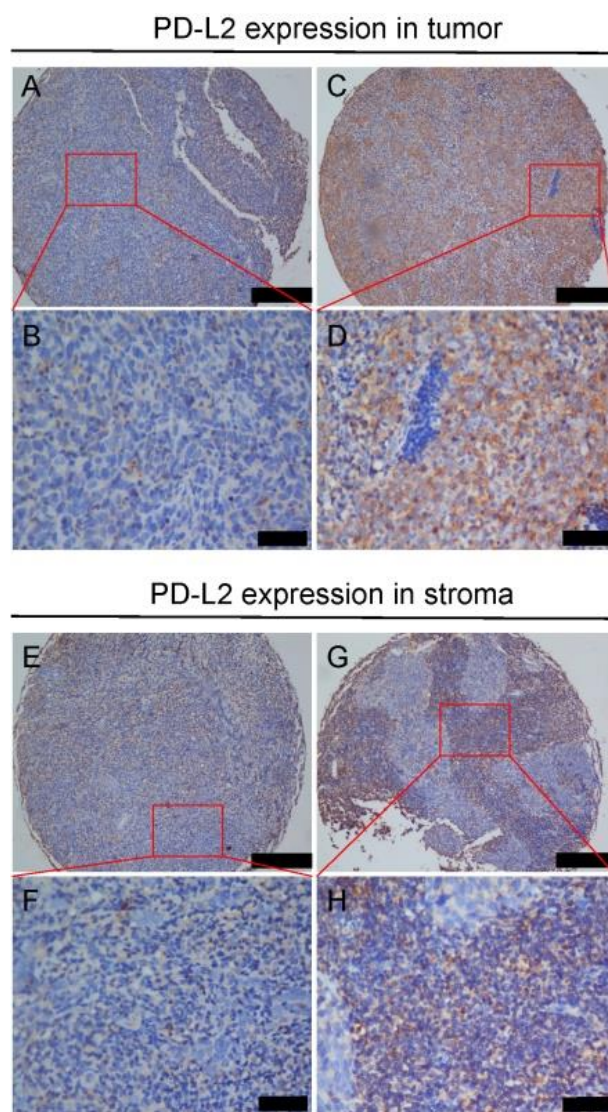 PD-L2 expression in tumor
A
C
B
D
PD-L2 expression in stroma
E
G
F
H